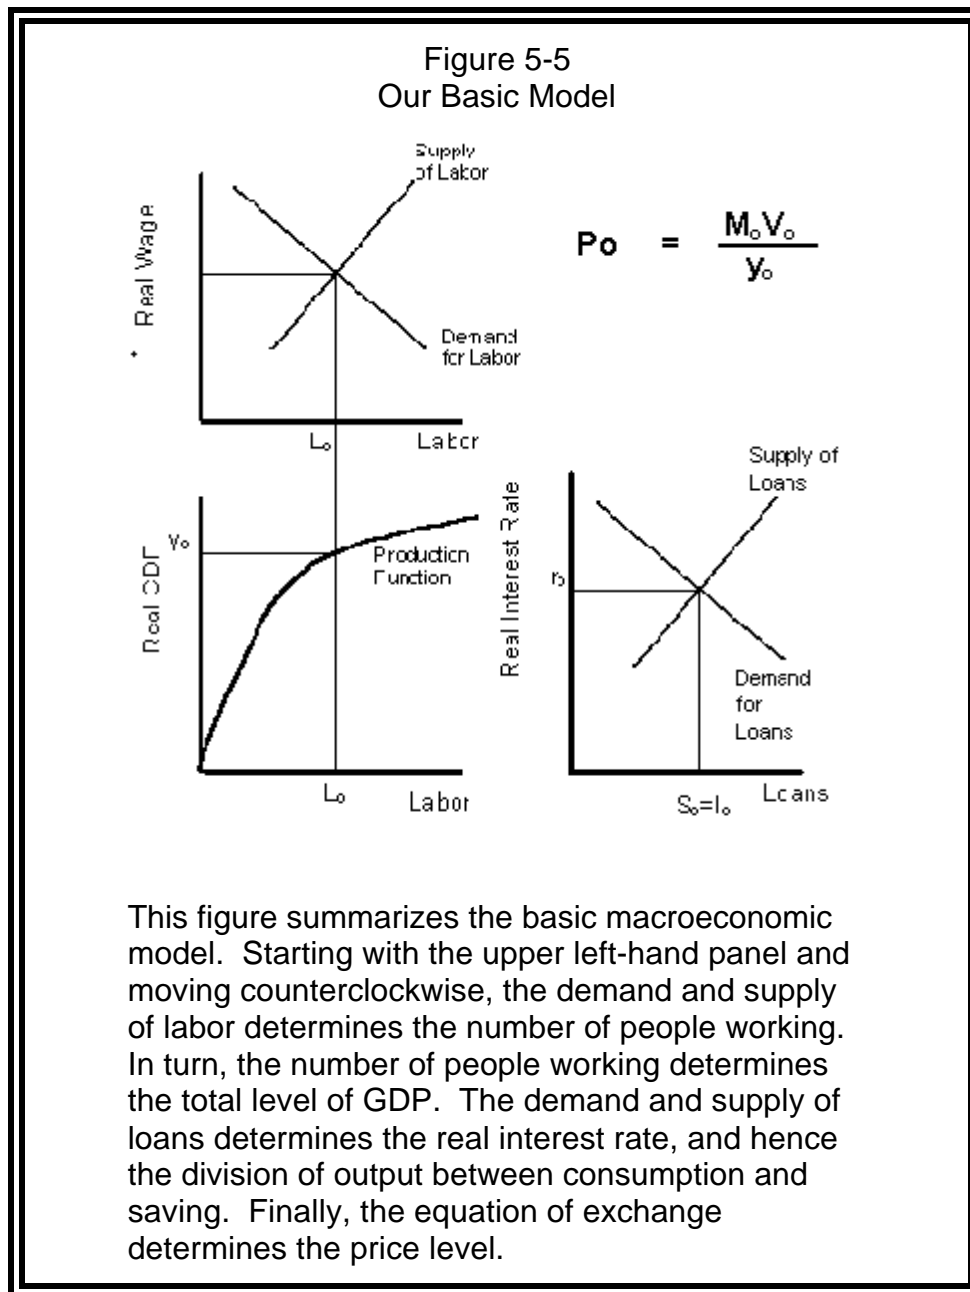 Figure 5-5
Our Basic Model
Supply
of Labor
Real Wage
Demand
for Labor
Lo
Labor
Po = MoVo
yo
Real GDP
Yo
Production
Function
Lo
Labor
Real Interest Rate
Supply of
Loans
ro
Demand
for
Loans
So=Io
Loans
This figure summarizes the basic macroeconomic
model. Starting with the upper left-hand panel and
moving counterclockwise, the demand and supply
of labor determines the number of people working.
In turn, the number of people working determines
the total level of GDP. The demand and supply of
loans determines the real interest rate, and hence
the division of output between consumption and
saving. Finally, the equation of exchange
determines the price level.